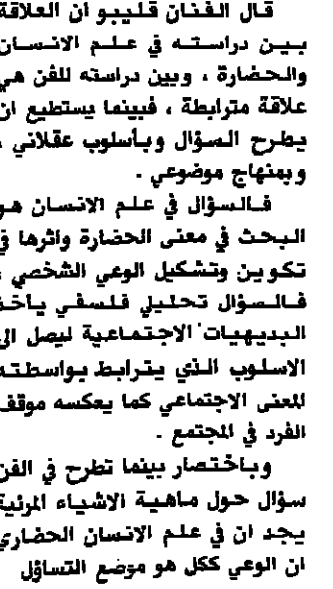 قال الفنان قليبو ان العلاقة
بين دراسته في علم الانسان
والحضارة ، وبين دراسته للفن هي
علاقة مترابطة ، فبينما يستطيع ان
يطرح السؤال وبأسلوب عقلاني ،
وبمنهاج موضوعي .
فالسؤال في علم الانسان هو
البحث في معنى الحضارة واثرها في
تكوين وتشكيل الوعي الشخصي ،
فالسؤال تحليلي فلسفي يأخذ
البديهيات الاجتماعية ليصل الى
الاسلوب الذي يترابط بواسطته
المعنى الاجتماعي كما يعكسه موقف
الفرد في المجتمع .
وباختصار بينما تطرح في الفن
سؤال حول ماهية الاشياء المرئية
يجد ان في علم الانسان الحضاري
ان الوعي ككل هو موضع التساؤل